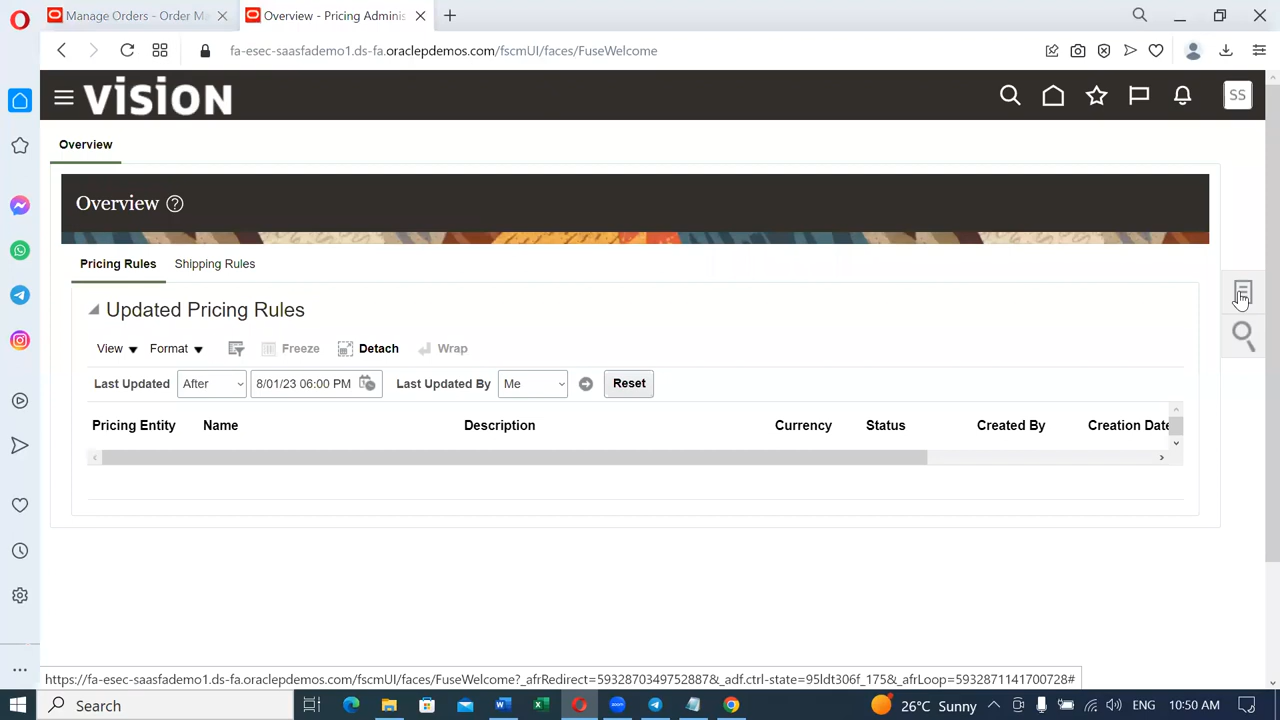 Manage Orders - Order Ma
Overview - Pricing Adminis
fa-esec-saasfademo1.ds-fa.oraclepdemos.com/fscmUI/faces/FuseWelcome
vision
SS
Overview
Overview ?
Pricing Rules
Shipping Rules
Updated Pricing Rules
View
Format
Freeze
Detach
Wrap
Last Updated
After
8/01/23 06:00 PM
Last Updated By
Me
Reset
Pricing Entity
Name
Description
Currency
Status
Created By
Creation Date
https://fa-esec-saasfademo1.ds-fa.oraclepdemos.com/fscmUI/faces/FuseWelcome?_afrRedirect=5932870349752887&_adf.ctrl-state=95ldt306f_175&_afrLoop=5932871141700728#
Search
zoom
26°C Sunny
ENG
10:50 AM